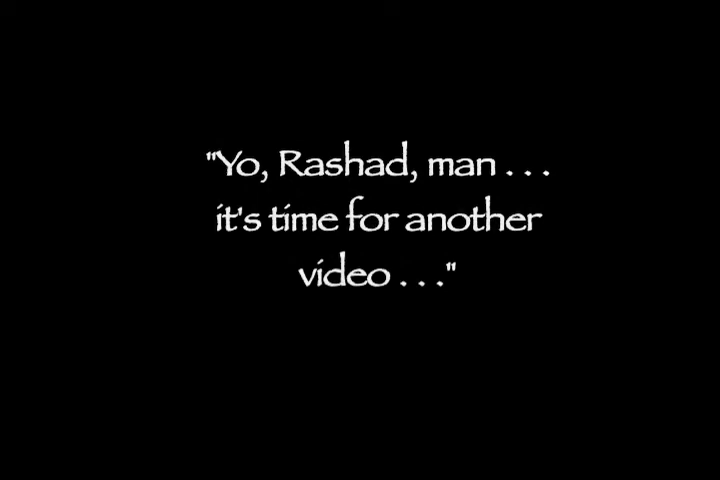 "Yo, Rashad, man . . .
it's time for another
video . . ."